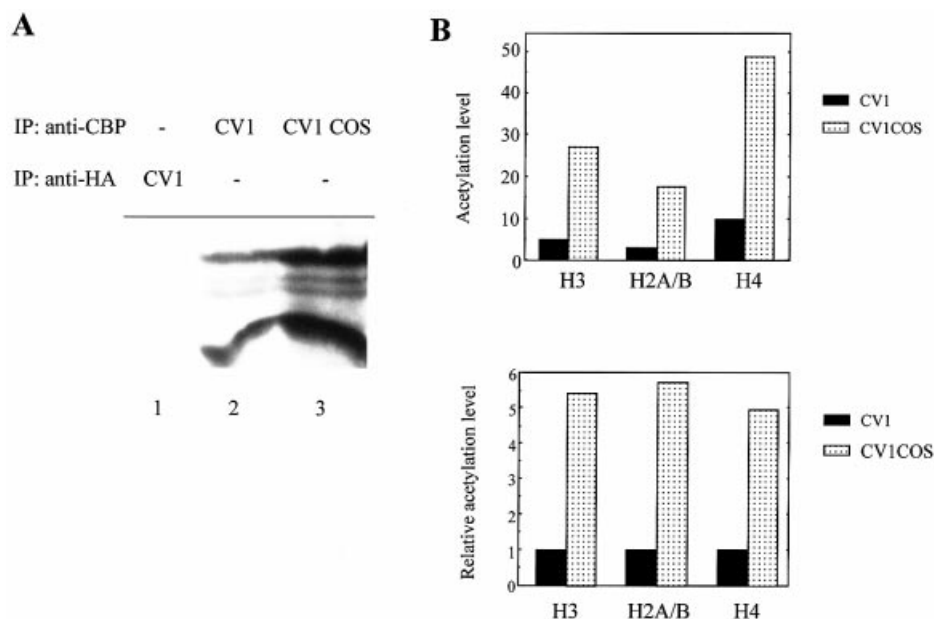 A
IP: anti-CBP - CV1 CV1 COS
IP: anti-HA CV1 - -
1 2 3
B
50
40
30
20
10
0
Acetylation level
H3 H2A/B H4
CV1
CV1COS
6
5
4
3
2
1
0
Relative acetylation level
H3 H2A/B H4
CV1
CV1COS